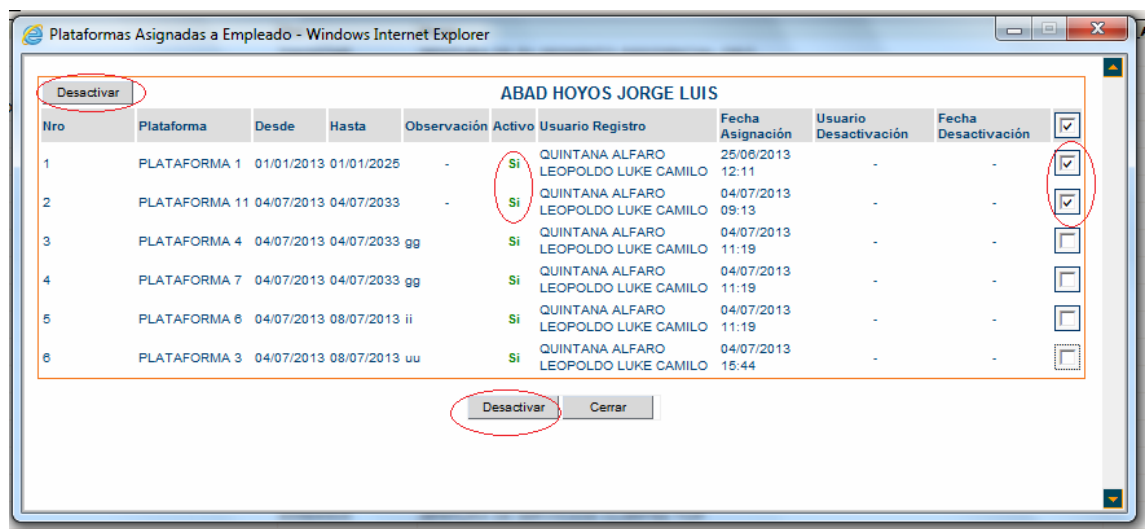 Plataformas Asignadas a Empleado - Windows Internet Explorer
Desactivar ABAD HOYOS JORGE LUIS
Nro Plataforma Desde Hasta Observación Activo Usuario Registro Fecha Asignación Usuario Desactivación Fecha Desactivación
1 PLATAFORMA 1 01/01/2013 01/01/2025 - Si QUINTANA ALFARO LEOPOLDO LUKE CAMILO 25/06/2013 12:11 - -
2 PLATAFORMA 11 04/07/2013 04/07/2033 - Si QUINTANA ALFARO LEOPOLDO LUKE CAMILO 04/07/2013 09:13 - -
3 PLATAFORMA 4 04/07/2013 04/07/2033 gg Si QUINTANA ALFARO LEOPOLDO LUKE CAMILO 04/07/2013 11:19 - -
4 PLATAFORMA 7 04/07/2013 04/07/2033 gg Si QUINTANA ALFARO LEOPOLDO LUKE CAMILO 04/07/2013 11:19 - -
5 PLATAFORMA 6 04/07/2013 08/07/2013 ii Si QUINTANA ALFARO LEOPOLDO LUKE CAMILO 04/07/2013 11:19 - -
6 PLATAFORMA 3 04/07/2013 08/07/2013 uu Si QUINTANA ALFARO LEOPOLDO LUKE CAMILO 04/07/2013 15:44 - -
Desactivar Cerrar